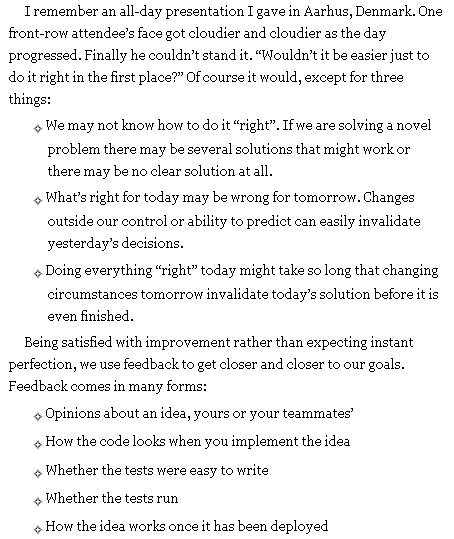 I remember an all-day presentation I gave in Aarhus, Denmark. One
front-row attendee’s face got cloudier and cloudier as the day
progressed. Finally he couldn’t stand it. “Wouldn’t it be easier just to
do it right in the first place?” Of course it would, except for three
things:
We may not know how to do it “right”. If we are solving a novel
problem there may be several solutions that might work or
there may be no clear solution at all.
What’s right for today may be wrong for tomorrow. Changes
outside our control or ability to predict can easily invalidate
yesterday’s decisions.
Doing everything “right” today might take so long that changing
circumstances tomorrow invalidate today’s solution before it is
even finished.
Being satisfied with improvement rather than expecting instant
perfection, we use feedback to get closer and closer to our goals.
Feedback comes in many forms:
Opinions about an idea, yours or your teammates’
How the code looks when you implement the idea
Whether the tests were easy to write
Whether the tests run
How the idea works once it has been deployed